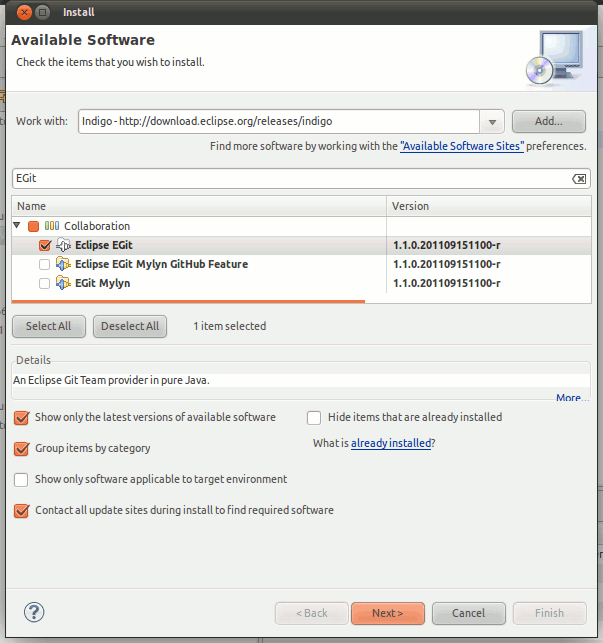 Install
Available Software
Check the items that you wish to install.
Work with: Indigo - http://download.eclipse.org/releases/indigo Add...
Find more software by working with the "Available Software Sites" preferences.
EGit
Name Version
Collaboration
Eclipse EGit 1.1.0.201109151100-r
Eclipse EGit Mylyn GitHub Feature 1.1.0.201109151100-r
EGit Mylyn 1.1.0.201109151100-r
Select All Deselect All 1 item selected
Details
An Eclipse Git Team provider in pure Java.
More...
Show only the latest versions of available software Hide items that are already installed
Group items by category What is already installed?
Show only software applicable to target environment
Contact all update sites during install to find required software
? < Back Next > Cancel Finish